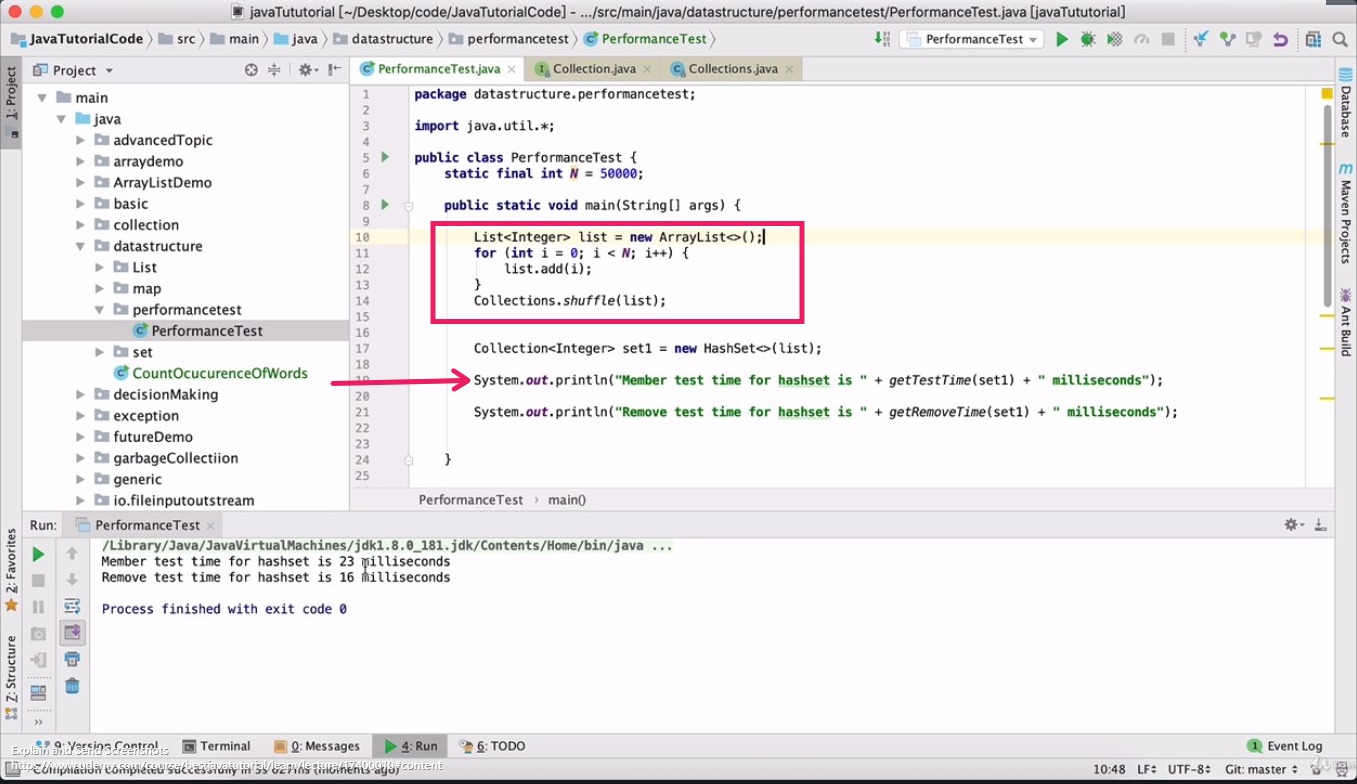 javaTututorial [~/Desktop/code/JavaTutorialCode] - .../src/main/java/datastructure/performancetest/PerformanceTest.java [javaTututorial]
JavaTutorialCode src main java datastructure performancetest PerformanceTest
PerformanceTest
1: Project
Project
PerformanceTest.java
Collection.java
Collections.java
main
java
advancedTopic
arraydemo
ArrayListDemo
basic
collection
datastructure
List
map
performancetest
PerformanceTest
set
CountOcucurenceOfWords
decisionMaking
exception
futureDemo
garbageCollectiion
generic
io.fileinputoutstream
1 package datastructure.performancetest;
2
3 import java.util.*;
4
5 public class PerformanceTest {
6 static final int N = 50000;
7
8 public static void main(String[] args) {
9
10 List<Integer> list = new ArrayList<>();
11 for (int i = 0; i < N; i++) {
12 list.add(i);
13 }
14 Collections.shuffle(list);
15
16
17 Collection<Integer> set1 = new HashSet<>(list);
18
19 System.out.println("Member test time for hashset is " + getTestTime(set1) + " milliseconds");
20
21 System.out.println("Remove test time for hashset is " + getRemoveTime(set1) + " milliseconds");
22
23
24 }
25
PerformanceTest › main()
Database
Maven Projects
Ant Build
2: Favorites
Z: Structure
Run: PerformanceTest
/Library/Java/JavaVirtualMachines/jdk1.8.0_181.jdk/Contents/Home/bin/java ...
Member test time for hashset is 23 milliseconds
Remove test time for hashset is 16 milliseconds
Process finished with exit code 0
9: Version Control
Terminal
0: Messages
4: Run
6: TODO
1 Event Log
Explain and Send Screenshots
https://www.udemy.com/course/bestjavatutorial/learn/lecture/17400010#content
Compilation completed successfully in 5s 627ms (moments ago)
10:48 LF÷ UTF-8÷ Git: master÷